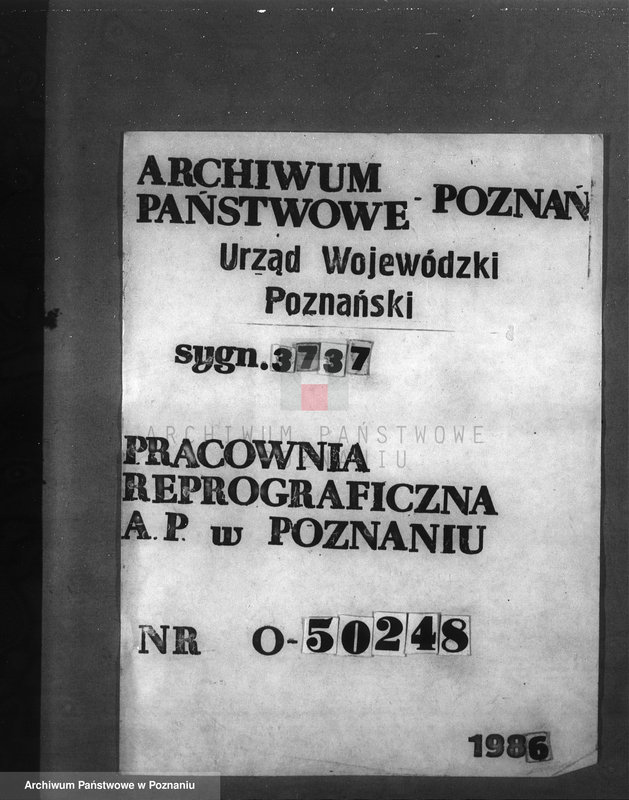 ARCHIWUM
PAŃSTWOWE - POZNAŃ
Urząd Wojewódzki
Poznański
sygn. 3737
ARCHIWUM PAŃSTWOWE
W POZNANIU
PRACOWNIA
REPROGRAFICZNA
A.P. w POZNANIU
NR O-50248
1986
Archiwum Państwowe w Poznaniu